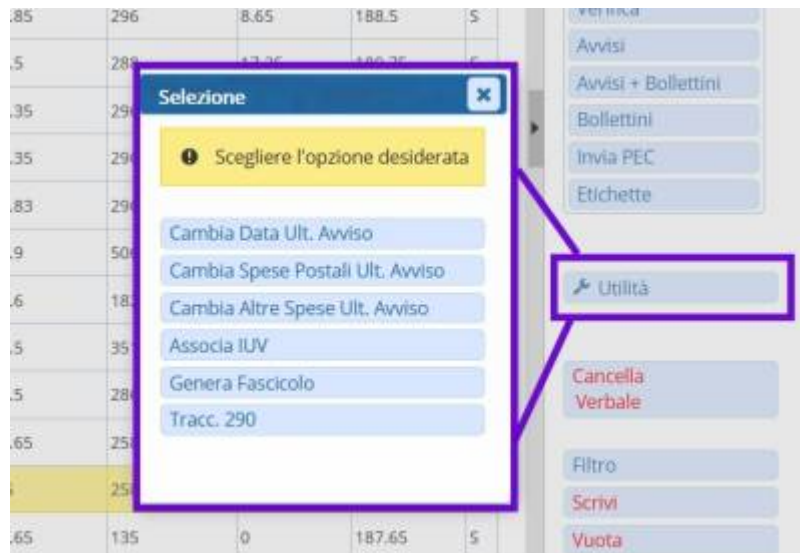 .85 296 8.65 188.5 S
.5 288
.35
.35
.83
.9
.6
.5
.5
.65
.65 135 0 187.65 S
Selezione
Scegliere l'opzione desiderata
Cambia Data Ult. Avviso
Cambia Spese Postali Ult. Avviso
Cambia Altre Spese Ult. Avviso
Associa IUV
Genera Fascicolo
Tracc. 290
Verifica
Avvisi
Avvisi + Bollettini
Bollettini
Invia PEC
Etichette
Utilità
Cancella
Verbale
Filtro
Scrivi
Vuota